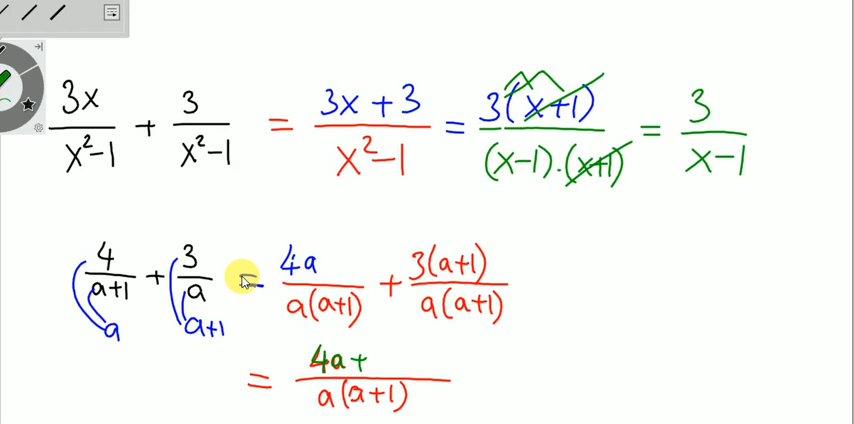 3x/(x²-1) + 3/(x²-1) = (3x+3)/(x²-1) = 3(x+1)/((x-1).(x+1)) = 3/(x-1)
4/(a+1) + 3/a = 4a/(a(a+1)) + 3(a+1)/(a(a+1))
a a+1
= 4a+/(a(a+1))